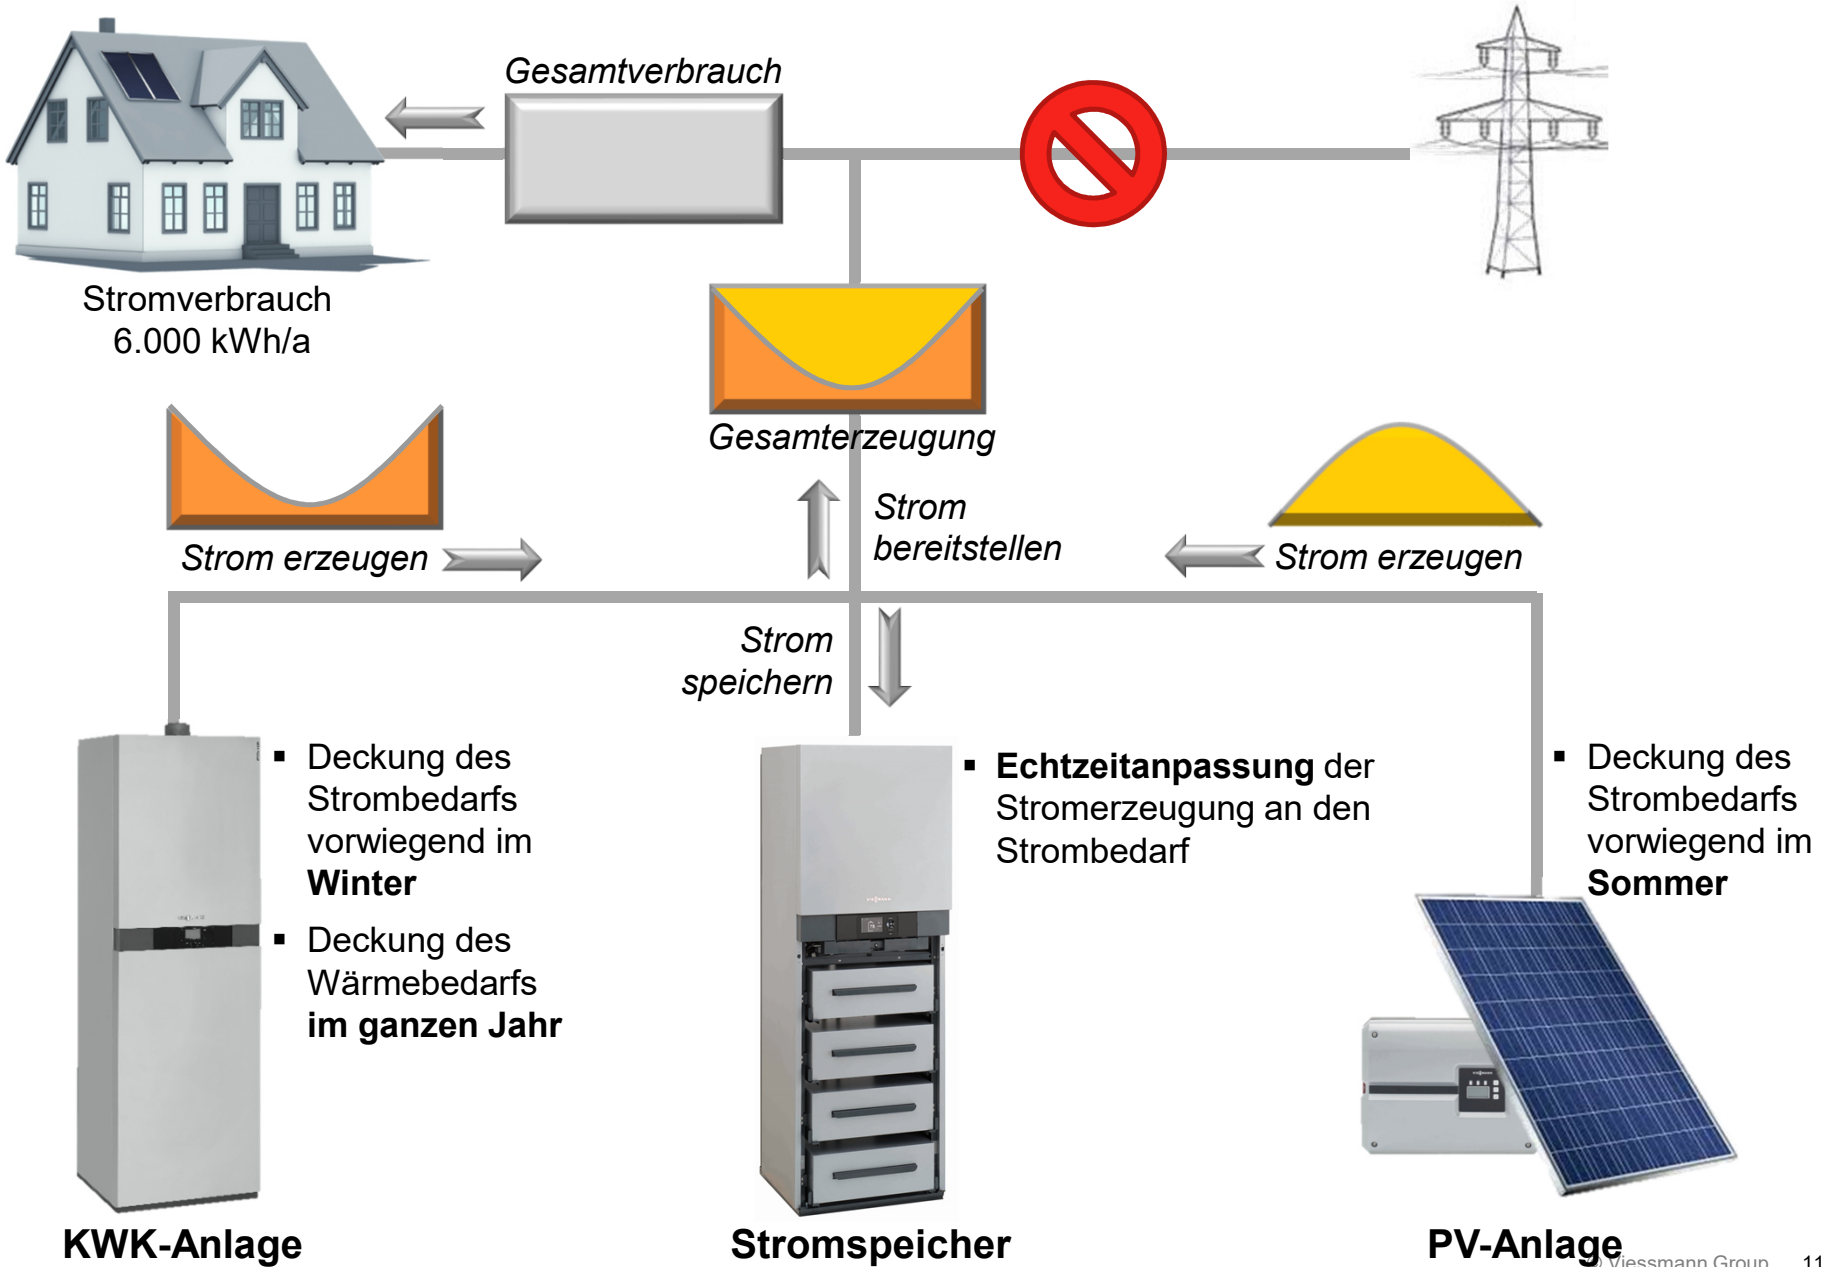 Gesamtverbrauch
Stromverbrauch
6.000 kWh/a
Gesamterzeugung
Strom erzeugen
Strom
bereitstellen
Strom erzeugen
Strom
speichern
▪ Deckung des
Strombedarfs
vorwiegend im
Winter
▪ Deckung des
Wärmebedarfs
im ganzen Jahr
▪ Echtzeitanpassung der
Stromerzeugung an den
Strombedarf
▪ Deckung des
Strombedarfs
vorwiegend im
Sommer
KWK-Anlage
Stromspeicher
PV-Anlage
© Viessmann Group 11